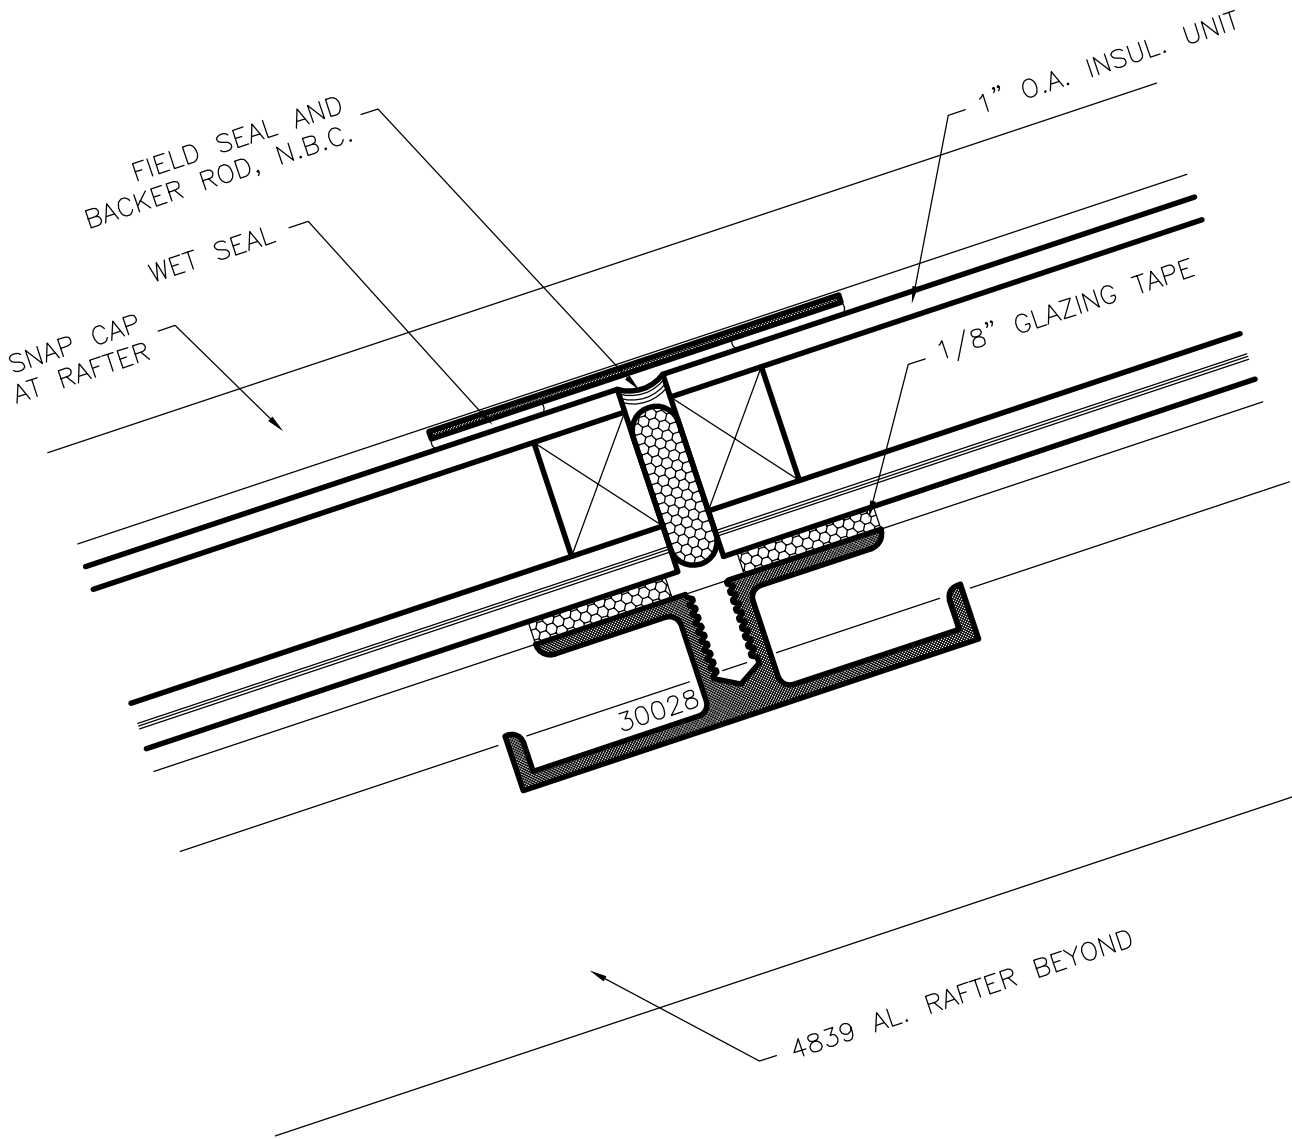 1" O.A. INSUL. UNIT
FIELD SEAL AND
BACKER ROD, N.B.C.
WET SEAL
SNAP CAP
AT RAFTER
1/8" GLAZING TAPE
30028
4839 AL. RAFTER BEYOND